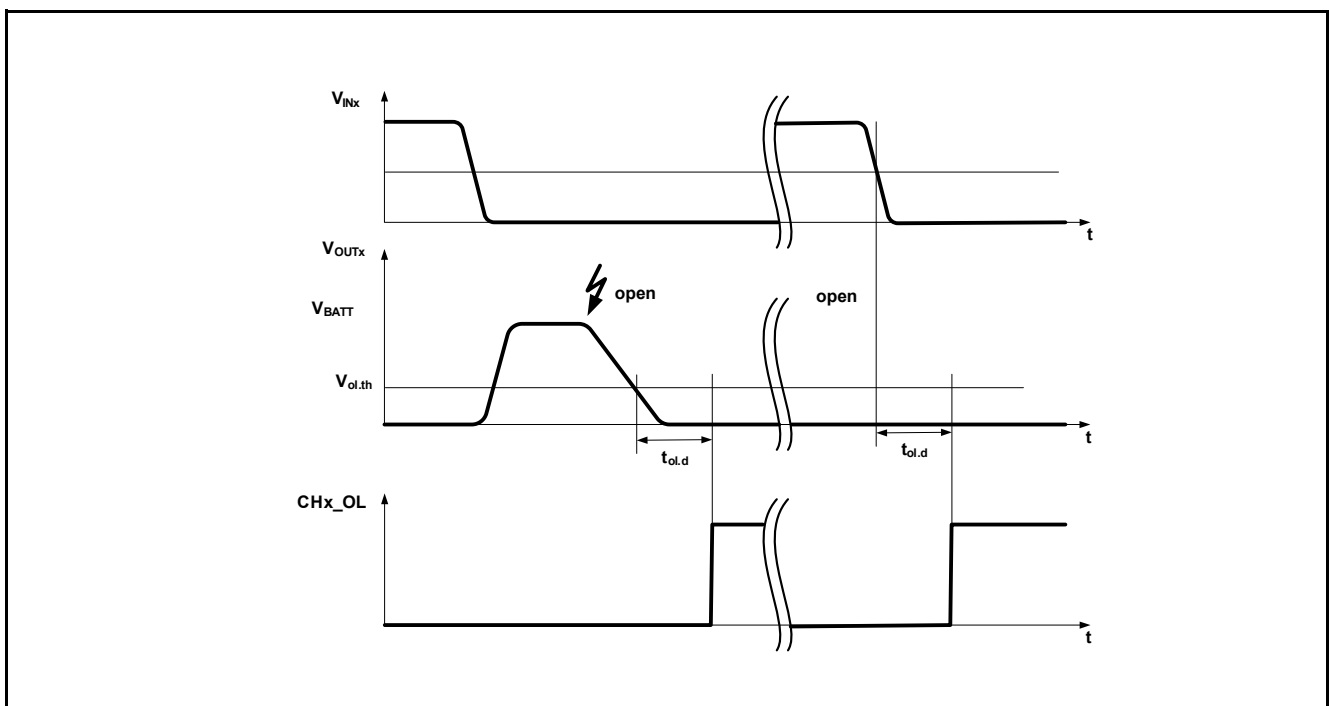 V_INx
t
V_OUTx
open
open
V_BATT
V_ol.th
t
t_ol.d
t_ol.d
CHx_OL
t